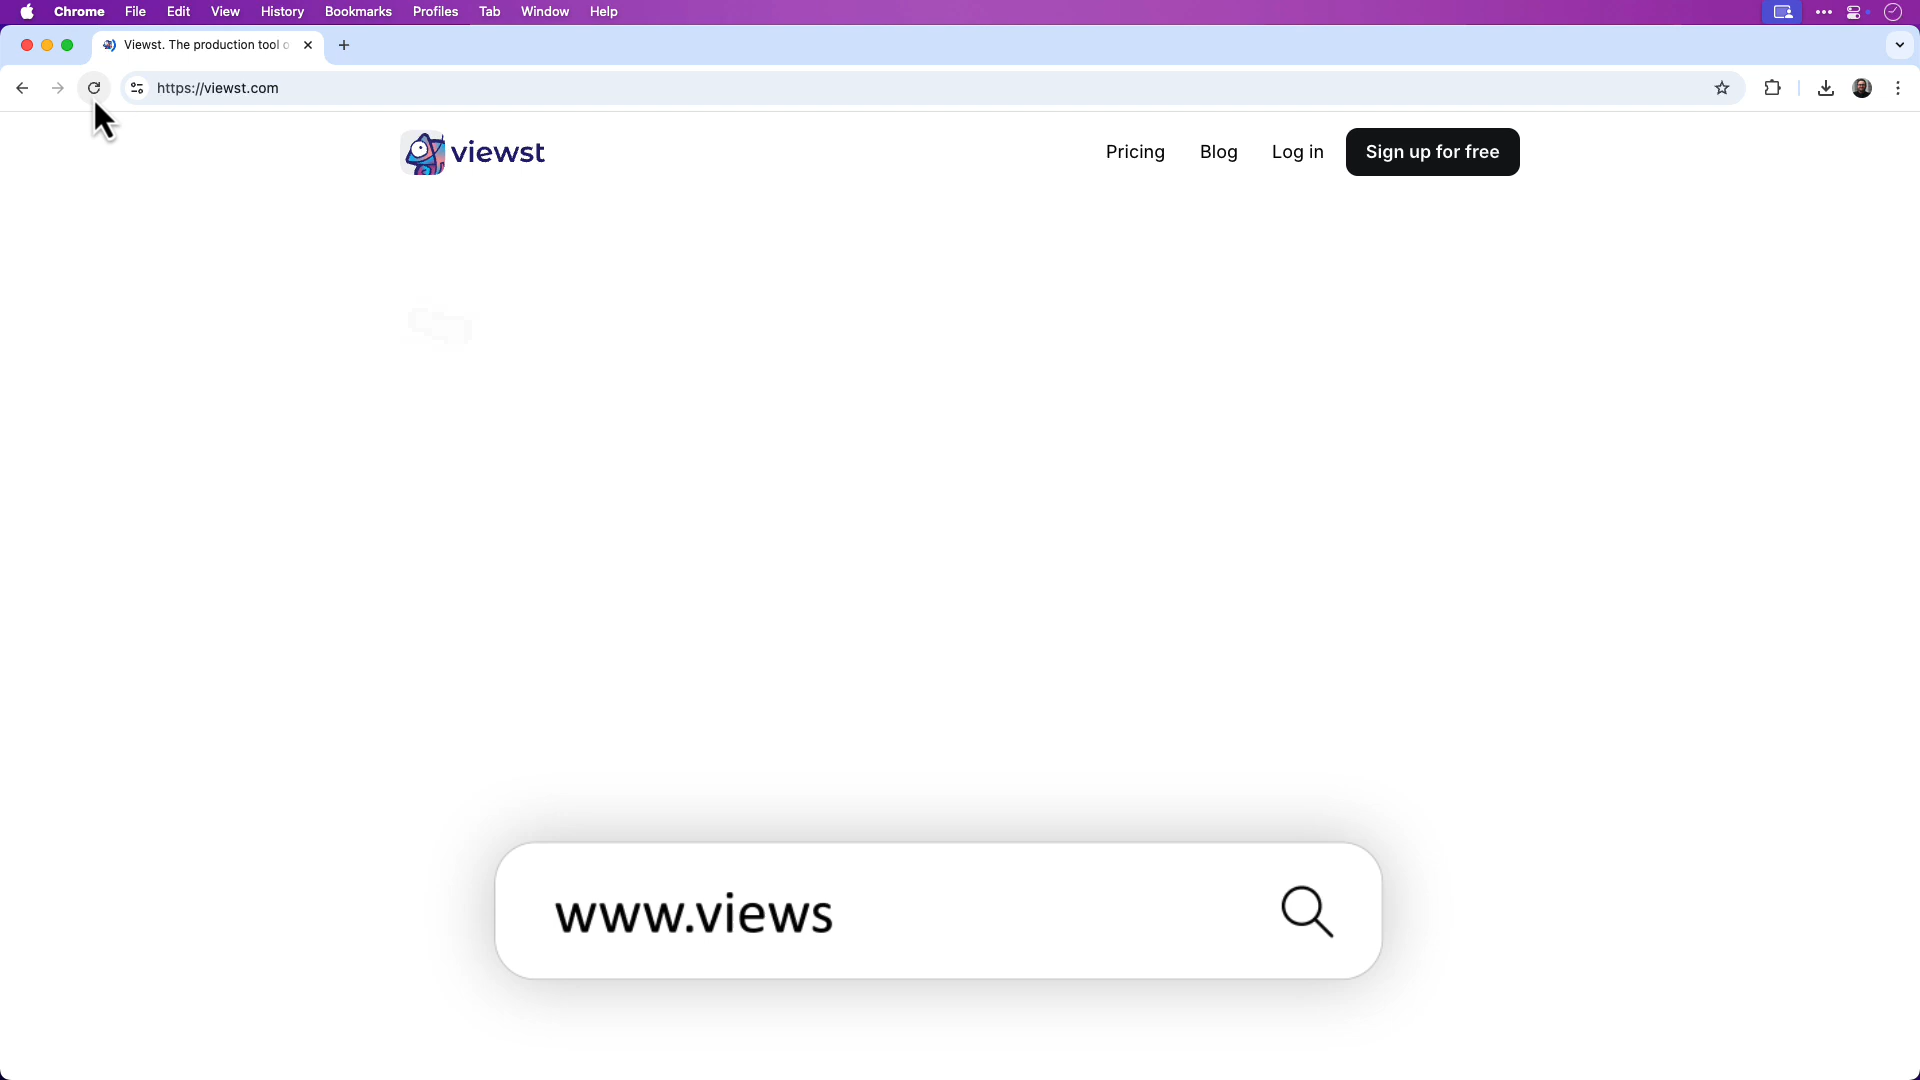 Chrome File Edit View History Bookmarks Profiles Tab Window Help
Viewst. The production tool
https://viewst.com
viewst
Pricing Blog Log in Sign up for free
www.views